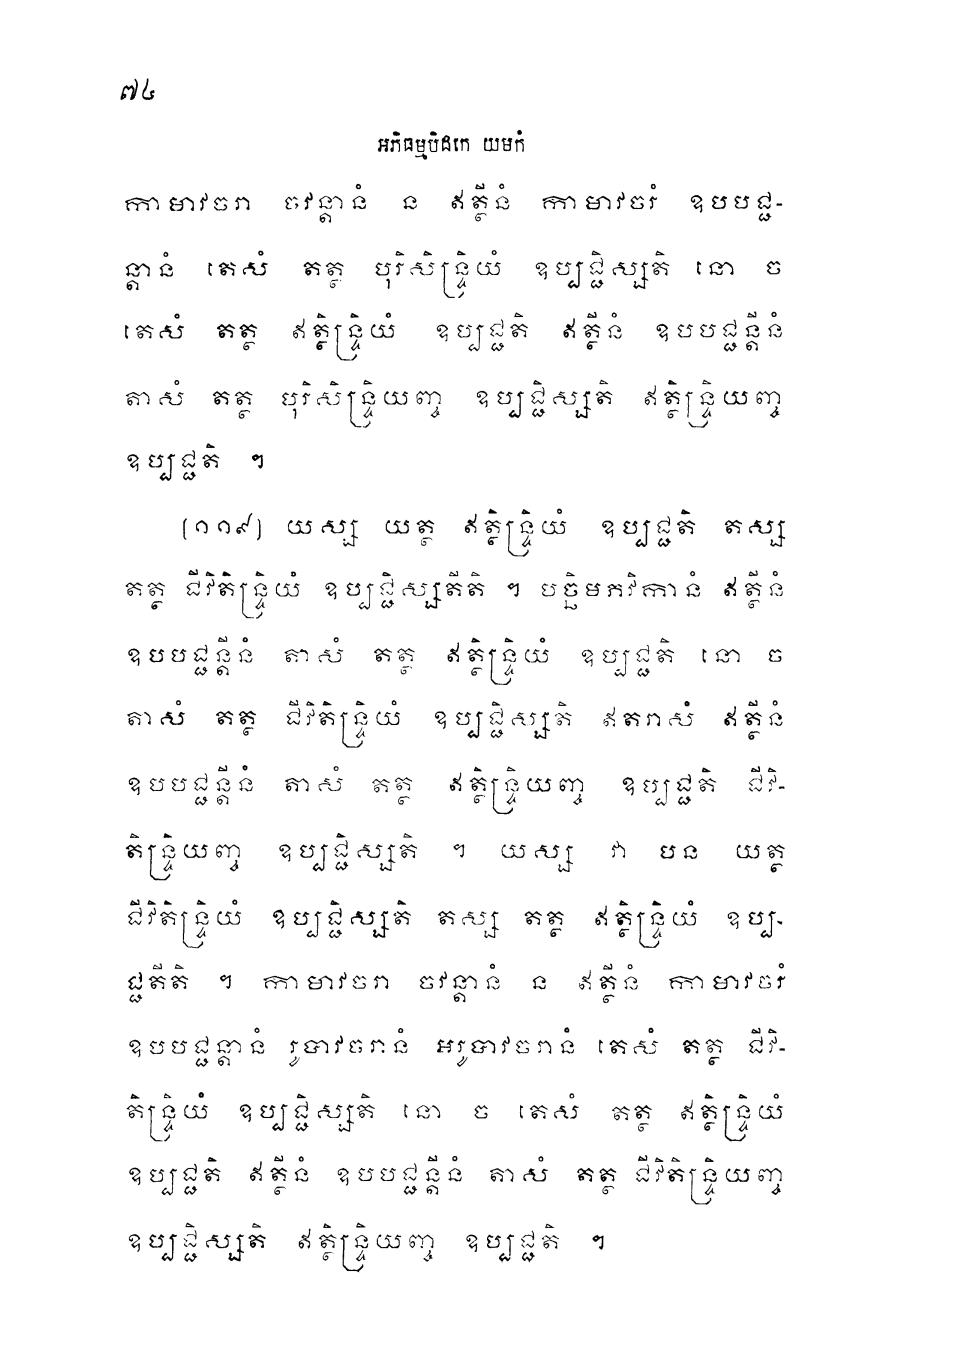 ៧៤
អភិធម្មបិដកេ យមកំ
កាមាវចរា ចវន្តានំ ន ឥត្ថីនំ កាមាវចរំ ឧបបជ្ជ-
ន្តានំ តេសំ តត្ថ បុរិសិន្ទ្រិយំ ឧប្បជ្ជិស្សតិ នោ ច
តេសំ តត្ថ ឥត្ថិន្ទ្រិយំ ឧប្បជ្ជតិ ឥត្ថីនំ ឧបបជ្ជន្តីនំ
តាសំ តត្ថ បុរិសិន្ទ្រិយញ្ច ឧប្បជ្ជិស្សតិ ឥត្ថិន្ទ្រិយញ្ច
ឧប្បជ្ជតិ ។
(១១៩) យស្ស យត្ថ ឥត្ថិន្ទ្រិយំ ឧប្បជ្ជតិ តស្ស
តត្ថ ជីវិតិន្ទ្រិយំ ឧប្បជ្ជិស្សតីតិ ។ បច្ឆិមភវិកានំ ឥត្ថីនំ
ឧបបជ្ជន្តីនំ តាសំ តត្ថ ឥត្ថិន្ទ្រិយំ ឧប្បជ្ជតិ នោ ច
តាសំ តត្ថ ជីវិតិន្ទ្រិយំ ឧប្បជ្ជិស្សតិ ឥតរាសំ ឥត្ថីនំ
ឧបបជ្ជន្តីនំ តាសំ តត្ថ ឥត្ថិន្ទ្រិយញ្ច ឧប្បជ្ជតិ ជីវិ-
តិន្ទ្រិយញ្ច ឧប្បជ្ជិស្សតិ ។ យស្ស វា បន យត្ថ
ជីវិតិន្ទ្រិយំ ឧប្បជ្ជិស្សតិ តស្ស តត្ថ ឥត្ថិន្ទ្រិយំ ឧប្ប-
ជ្ជតីតិ ។ កាមាវចរា ចវន្តានំ ន ឥត្ថីនំ កាមាវចរំ
ឧបបជ្ជន្តានំ រូបាវចរានំ អរូបាវចរានំ តេសំ តត្ថ ជីវិ-
តិន្ទ្រិយំ ឧប្បជ្ជិស្សតិ នោ ច តេសំ តត្ថ ឥត្ថិន្ទ្រិយំ
ឧប្បជ្ជតិ ឥត្ថីនំ ឧបបជ្ជន្តីនំ តាសំ តត្ថ ជីវិតិន្ទ្រិយញ្ច
ឧប្បជ្ជិស្សតិ ឥត្ថិន្ទ្រិយញ្ច ឧប្បជ្ជតិ ។